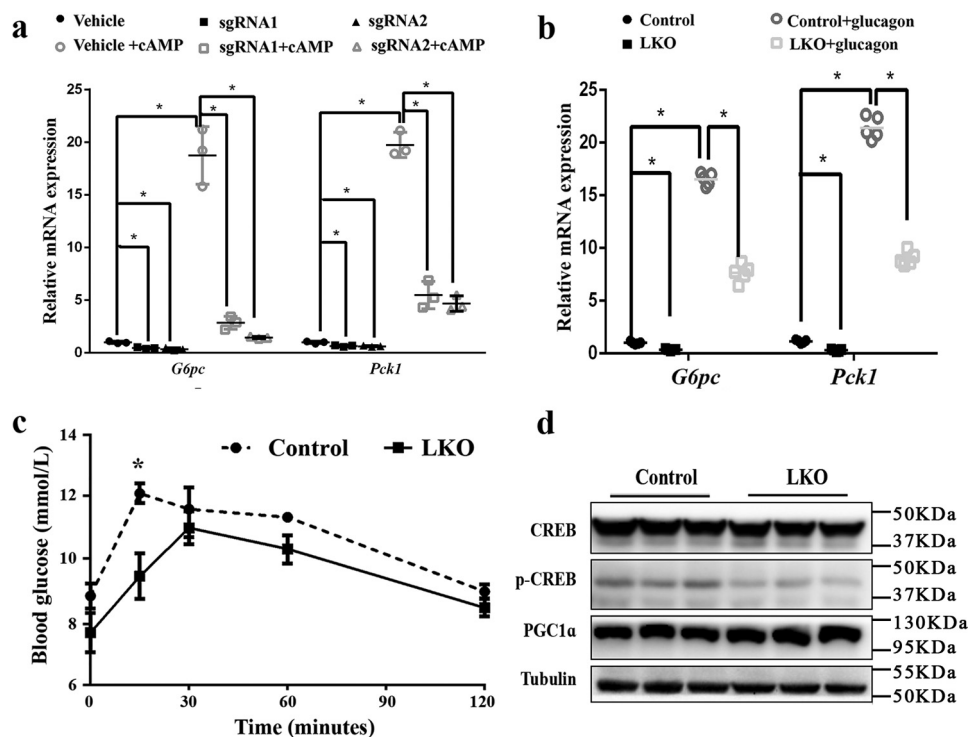 a
Vehicle sgRNA1 sgRNA2
Vehicle +cAMP sgRNA1+cAMP sgRNA2+cAMP
Relative mRNA expression
25
20
15
10
5
0
* * * * * *
* * * * * *
G6pc Pck1
b
Control Control+glucagon
LKO LKO+glucagon
Relative mRNA expression
25
20
15
10
5
0
* * *
* * *
G6pc Pck1
c
Control LKO
Blood glucose (mmol/L)
14
12
10
8
6
*
0 30 60 120
Time (minutes)
d
Control LKO
CREB 50KDa
37KDa
p-CREB 50KDa
37KDa
PGC1α 130KDa
95KDa
Tubulin 55KDa
50KDa